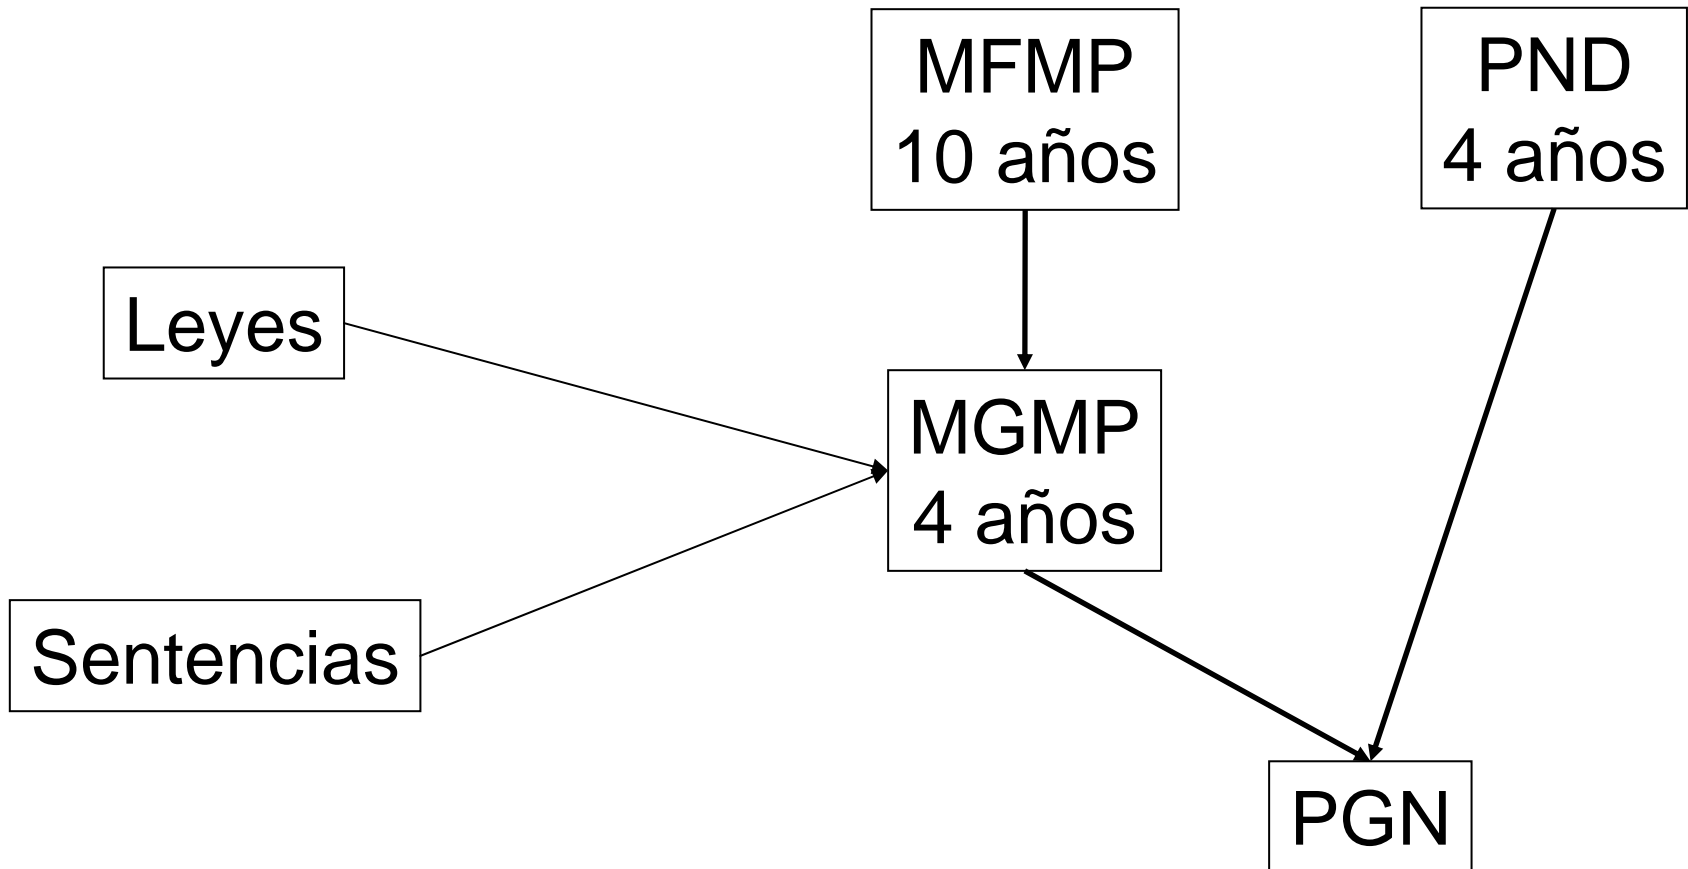 MFMP
10 años
PND
4 años
Leyes
MGMP
4 años
Sentencias
PGN